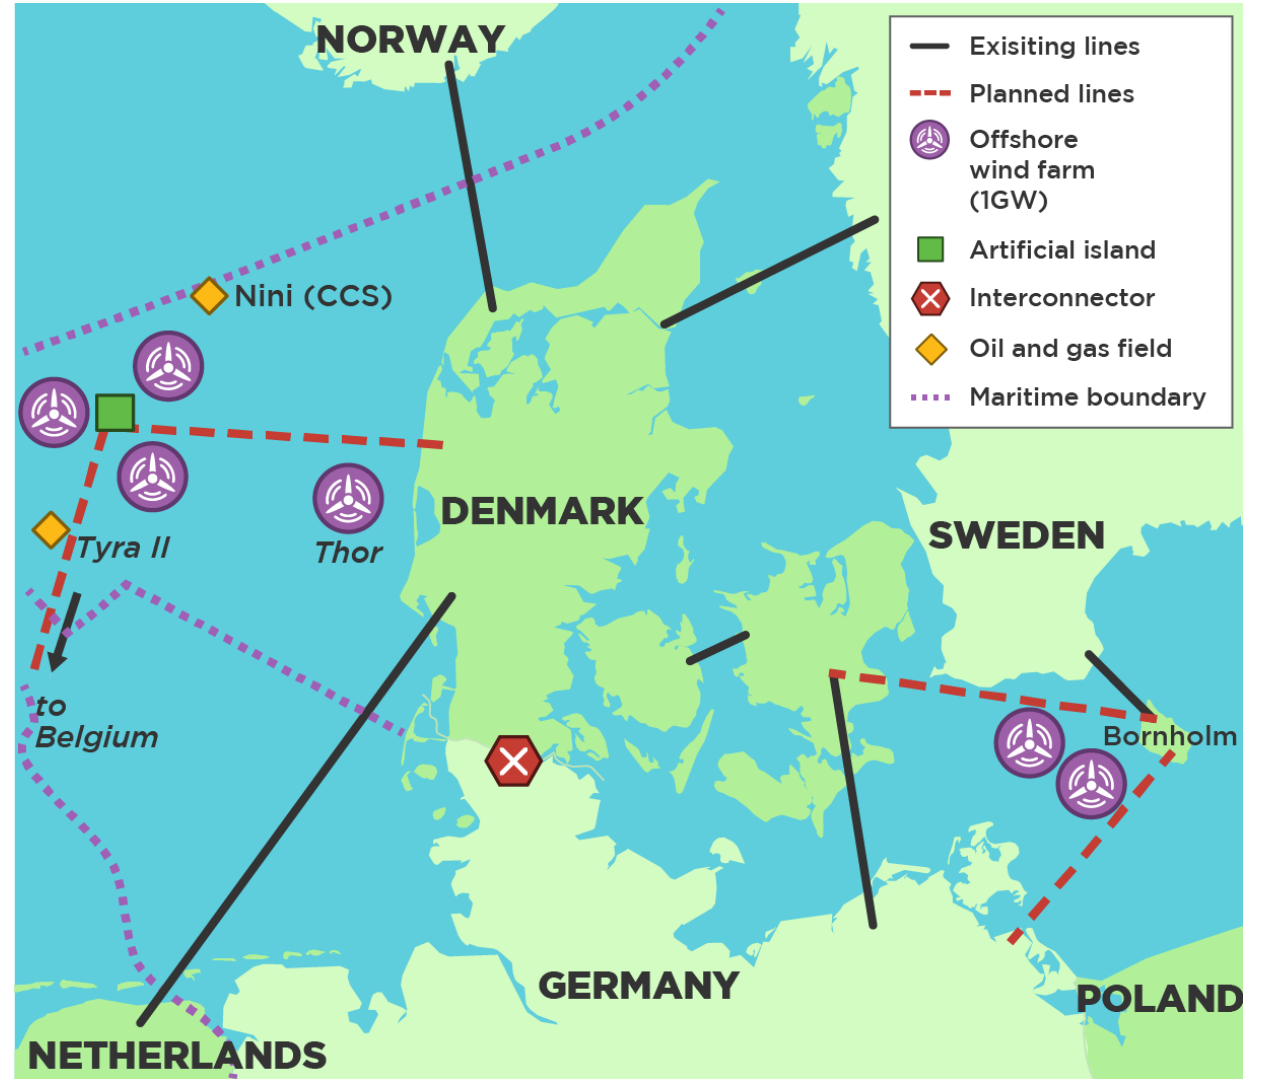 NORWAY
Exisiting lines
Planned lines
Offshore
wind farm
(1GW)
Artificial island
Interconnector
Oil and gas field
Maritime boundary
Nini (CCS)
DENMARK
SWEDEN
Tyra II
Thor
to
Belgium
Bornholm
GERMANY
POLAND
NETHERLANDS